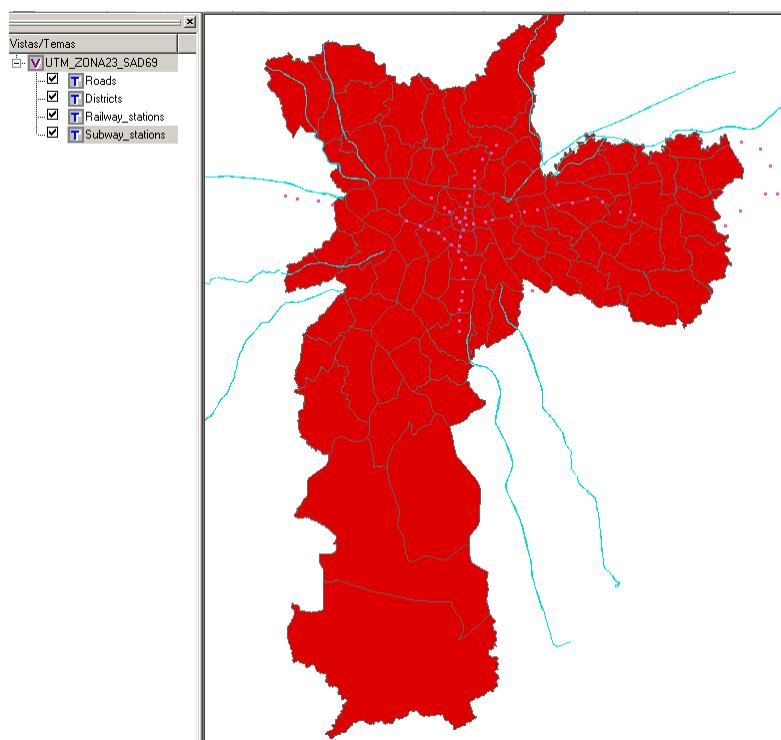 Vistas/Temas
V UTM_ZONA23_SAD69
T Roads
T Districts
T Railway_stations
T Subway_stations